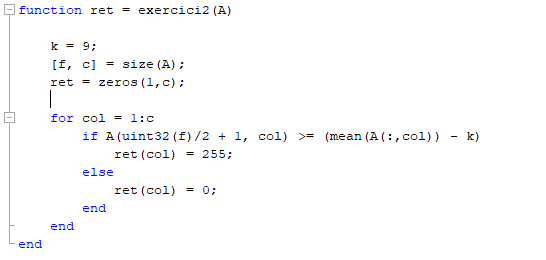 function ret = exercici2(A)
k = 9;
[f, c] = size(A);
ret = zeros(1,c);
for col = 1:c
if A(uint32(f)/2 + 1, col) >= (mean(A(:,col)) - k)
ret(col) = 255;
else
ret(col) = 0;
end
end
end